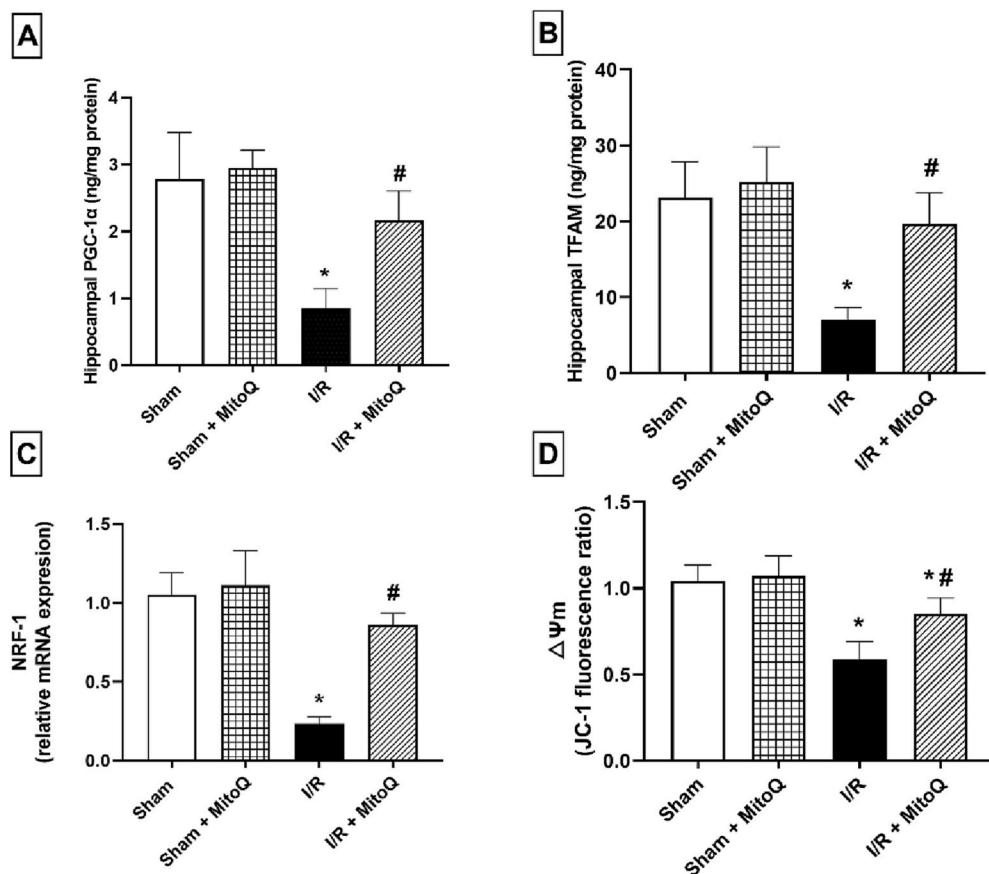 A
Hippocampal PGC-1α (ng/mg protein)
4
3
2
1
0
*
#
Sham
Sham + MitoQ
I/R
I/R + MitoQ
B
Hippocampal TFAM (ng/mg protein)
40
30
20
10
0
*
#
Sham
Sham + MitoQ
I/R
I/R + MitoQ
C
NRF-1
(relative mRNA expresion)
1.5
1.0
0.5
0.0
*
#
Sham
Sham + MitoQ
I/R
I/R + MitoQ
D
△Ψm
(JC-1 fluorescence ratio)
1.5
1.0
0.5
0.0
*
* #
Sham
Sham + MitoQ
I/R
I/R + MitoQ